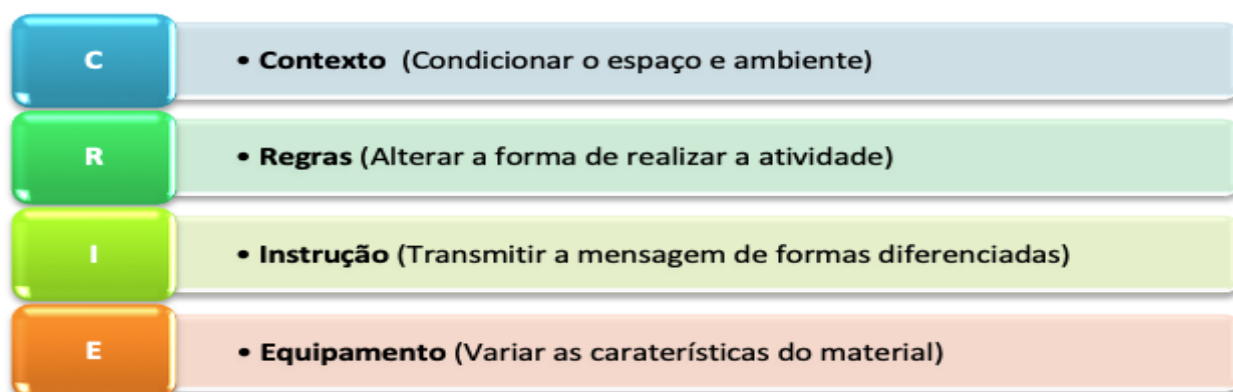 C
• Contexto (Condicionar o espaço e ambiente)
R
• Regras (Alterar a forma de realizar a atividade)
I
• Instrução (Transmitir a mensagem de formas diferenciadas)
E
• Equipamento (Variar as caraterísticas do material)